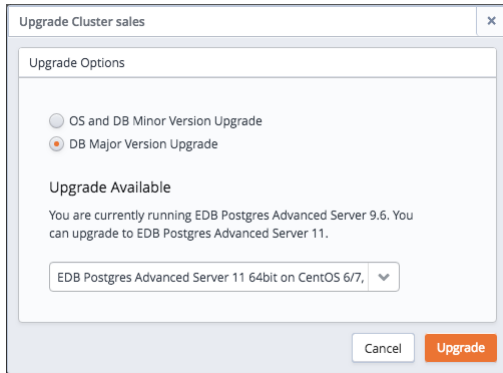 Upgrade Cluster sales
Upgrade Options
OS and DB Minor Version Upgrade
DB Major Version Upgrade
Upgrade Available
You are currently running EDB Postgres Advanced Server 9.6. You
can upgrade to EDB Postgres Advanced Server 11.
EDB Postgres Advanced Server 11 64bit on CentOS 6/7,
Cancel Upgrade